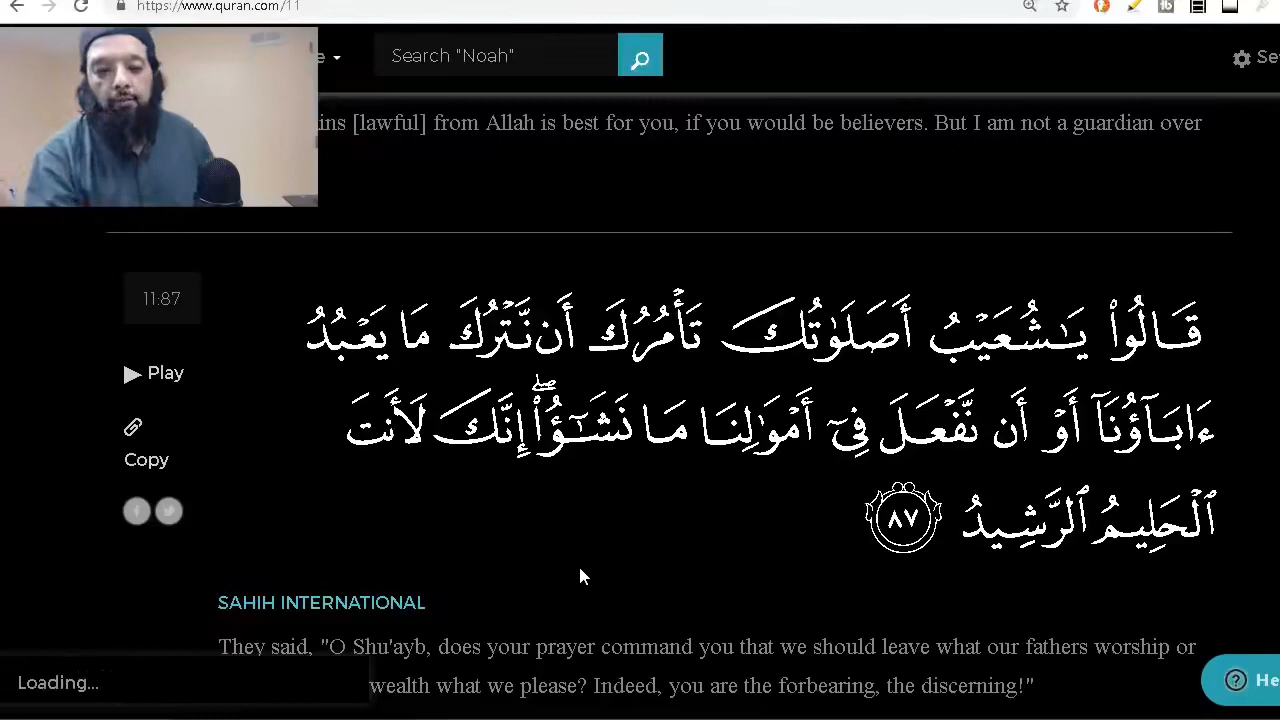 https://www.quran.com/11
Search "Noah"
[lawful] from Allah is best for you, if you would be believers. But I am not a guardian over
11:87
Play
Copy
قَالُوا۟ يَـٰشُعَيْبُ أَصَلَوٰتُكَ تَأْمُرُكَ أَن نَّتْرُكَ مَا يَعْبُدُ
ءَابَآؤُنَآ أَوْ أَن نَّفْعَلَ فِىٓ أَمْوَٰلِنَا مَا نَشَـٰٓؤُا۟ ۖ إِنَّكَ لَأَنتَ
ٱلْحَلِيمُ ٱلرَّشِيدُ ٨٧
SAHIH INTERNATIONAL
They said, "O Shu'ayb, does your prayer command you that we should leave what our fathers worship or
wealth what we please? Indeed, you are the forbearing, the discerning!"
Loading...